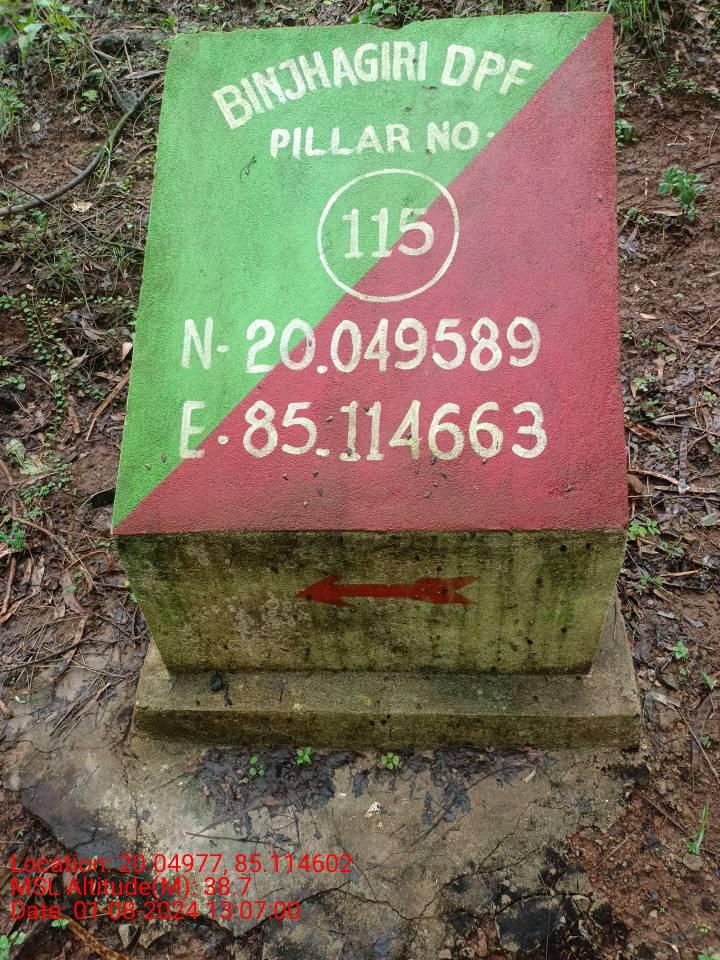 BINJHAGIRI DPF
PILLAR NO.
115
N- 20.049589
E. 85.114663
Location: 20.04977, 85.114602
MSL Altitude(M): 38.7
Date: 01-08-2024 13:07:00